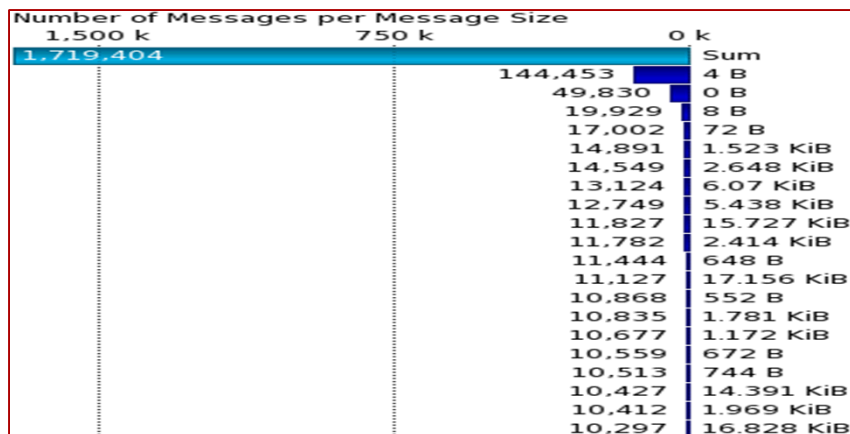 Number of Messages per Message Size
1,500 k 750 k 0 k
1,719,404 Sum
144,453 4 B
49,830 0 B
19,929 8 B
17,002 72 B
14,891 1.523 KiB
14,549 2.648 KiB
13,124 6.07 KiB
12,749 5.438 KiB
11,827 15.727 KiB
11,782 2.414 KiB
11,444 648 B
11,127 17.156 KiB
10,868 552 B
10,835 1.781 KiB
10,677 1.172 KiB
10,559 672 B
10,513 744 B
10,427 14.391 KiB
10,412 1.969 KiB
10,297 16.828 KiB